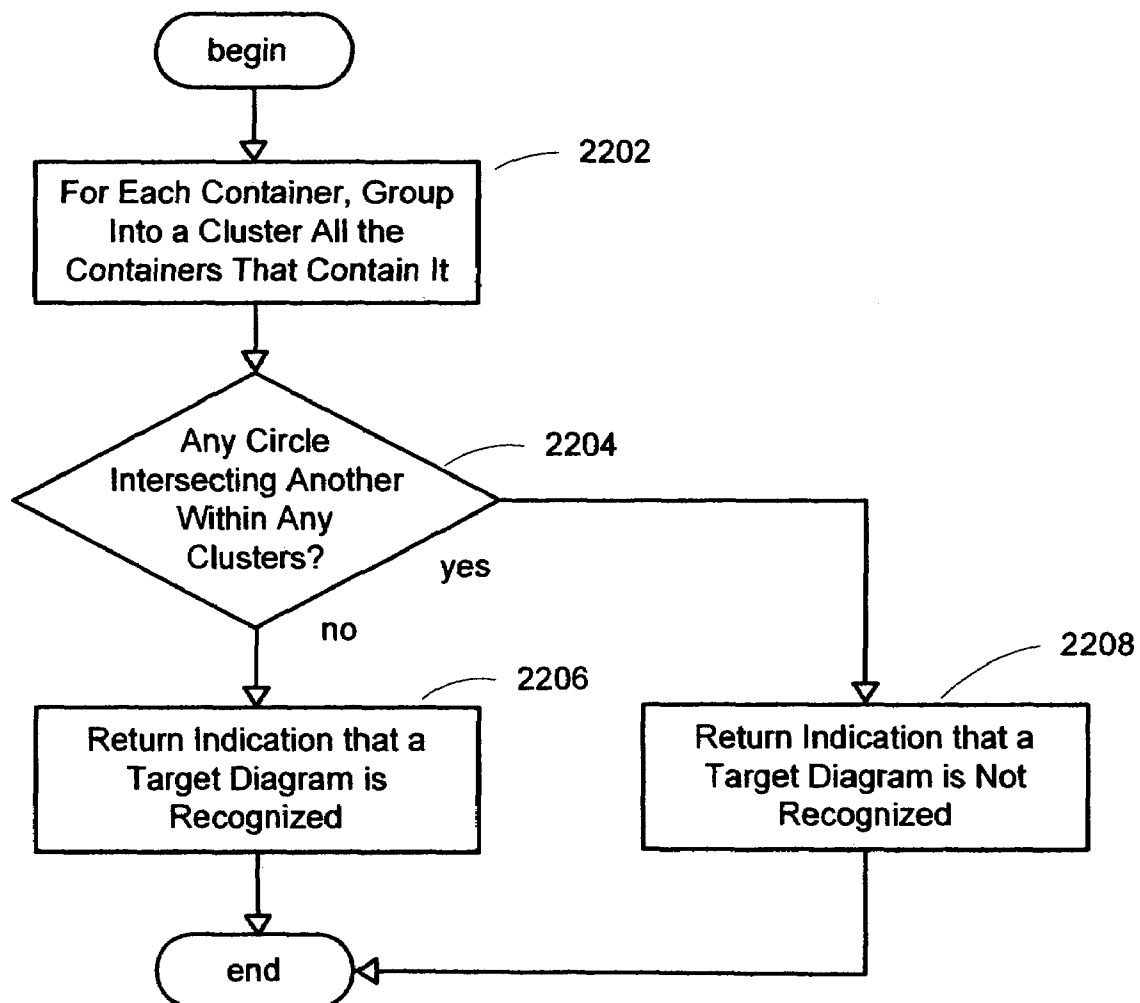 begin
2202
For Each Container, Group
Into a Cluster All the
Containers That Contain It
2204
Any Circle
Intersecting Another
Within Any
Clusters?
yes
no
2206
2208
Return Indication that a
Target Diagram is
Recognized
Return Indication that a
Target Diagram is Not
Recognized
end